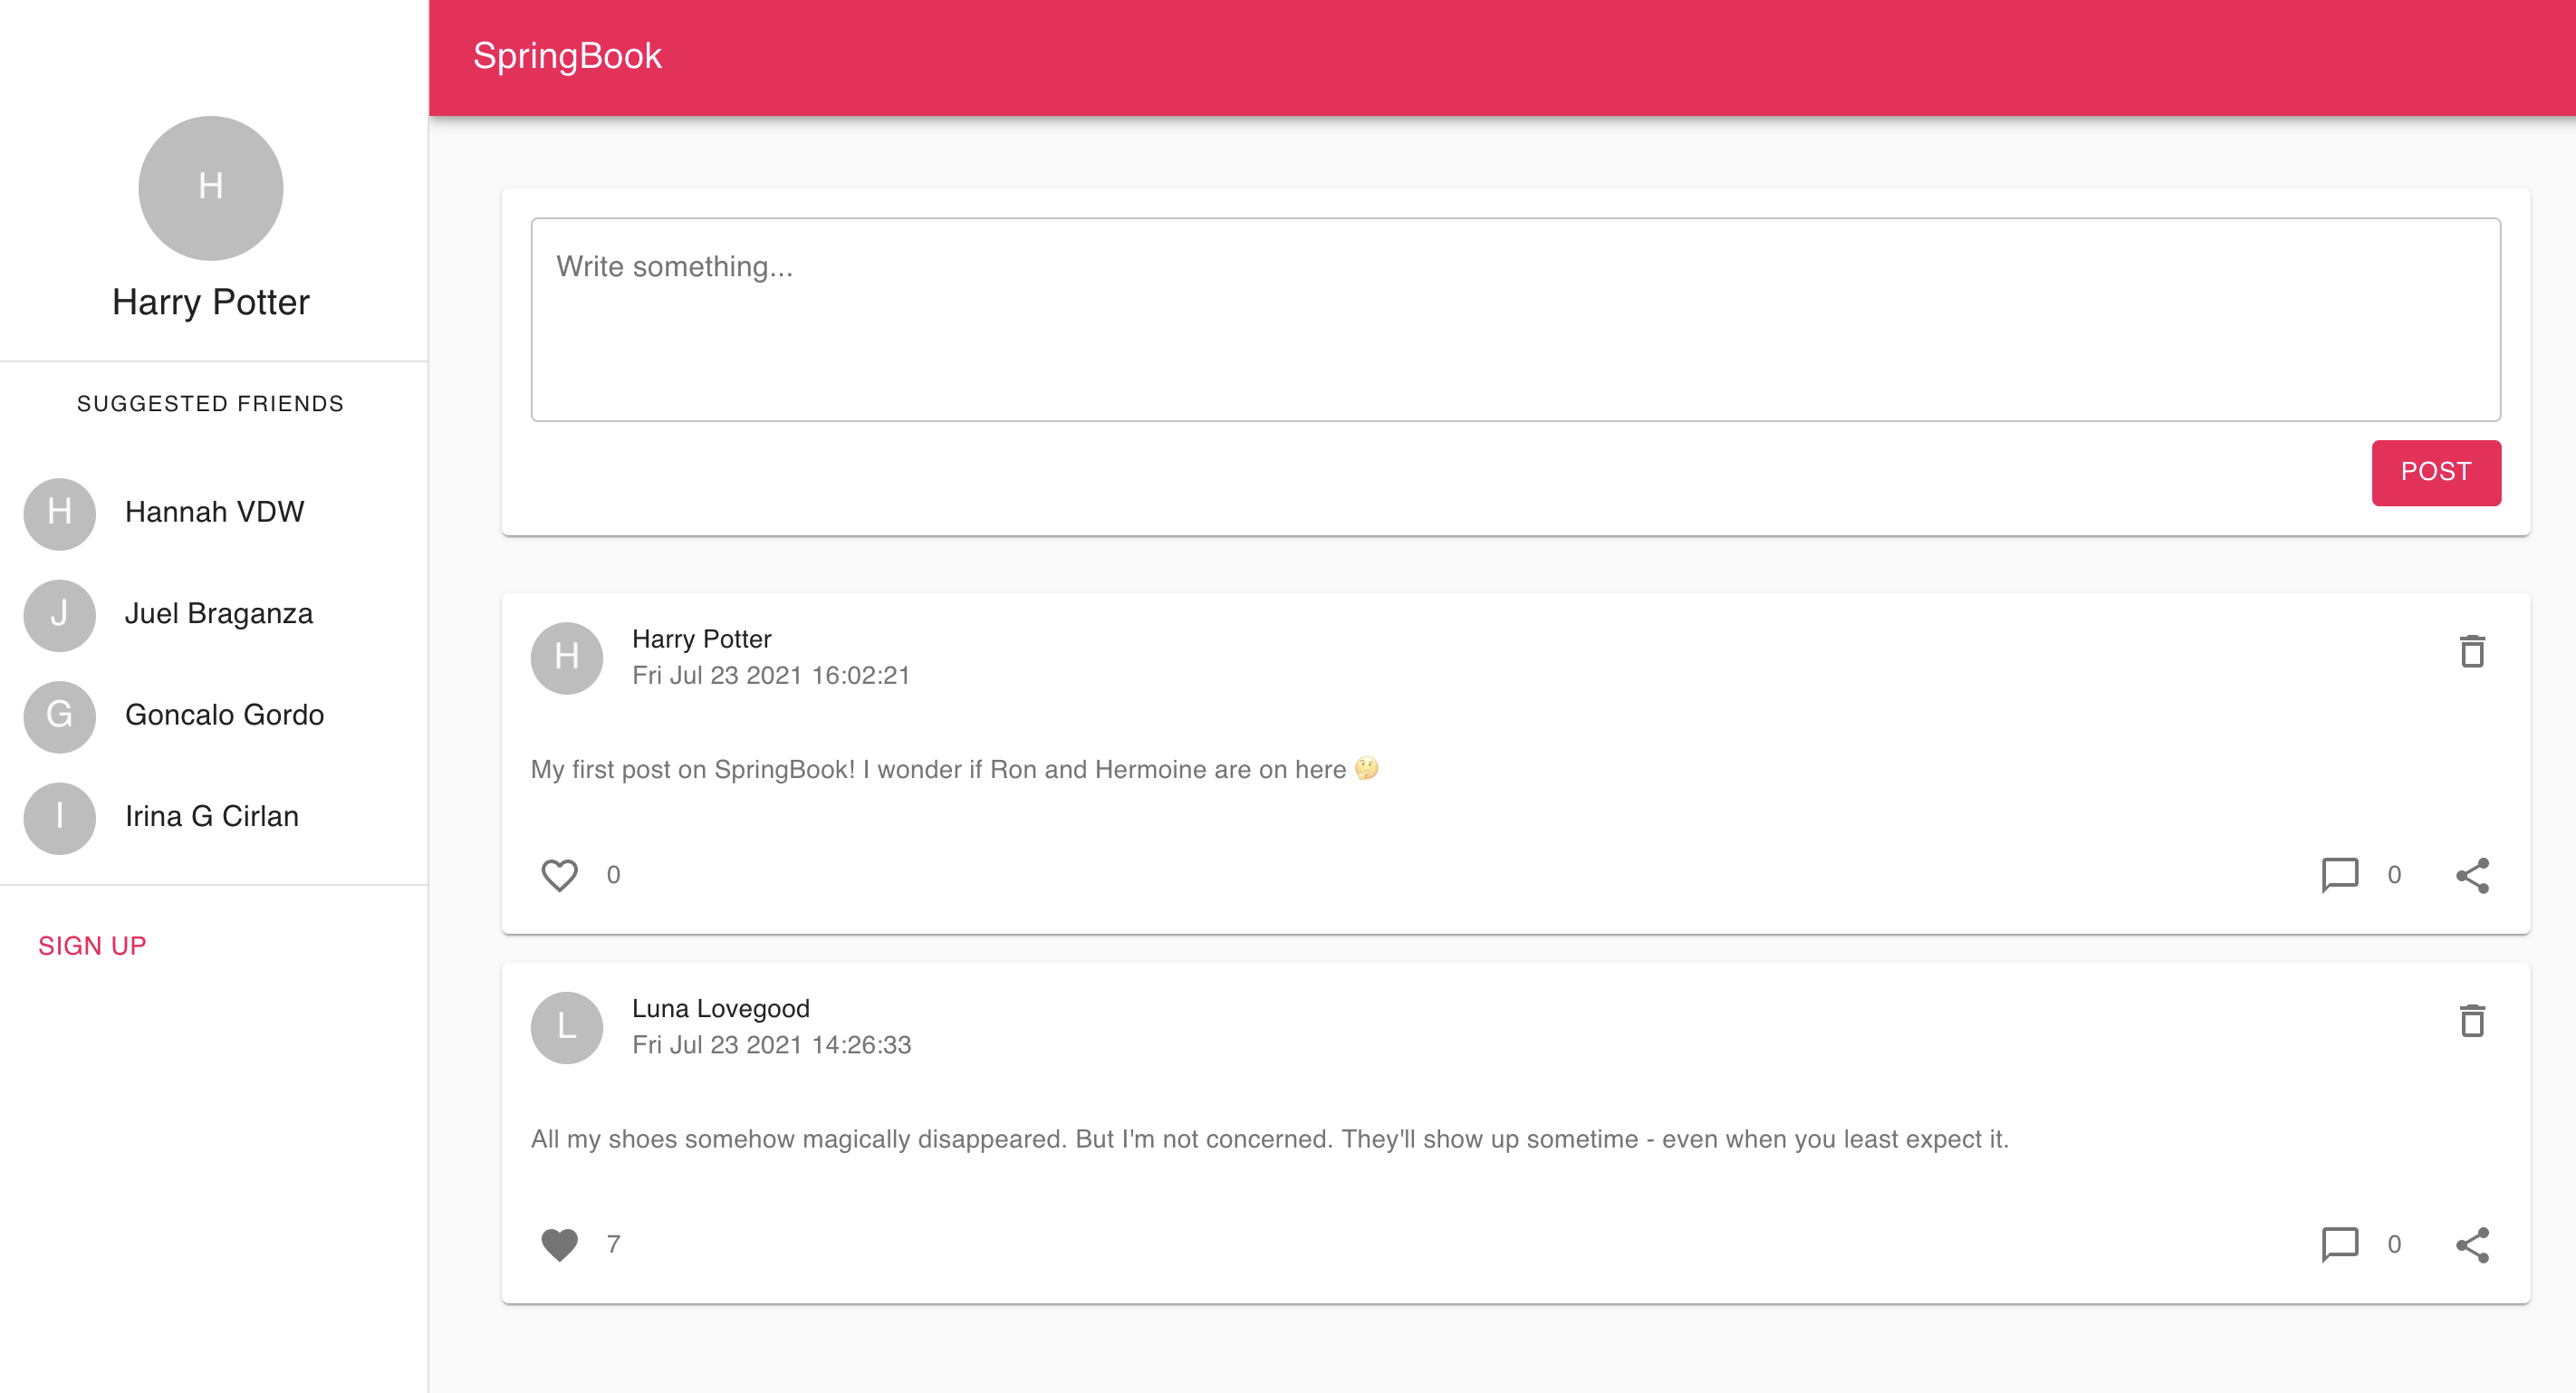 SpringBook
H
Harry Potter
SUGGESTED FRIENDS
H Hannah VDW
J Juel Braganza
G Goncalo Gordo
I Irina G Cirlan
SIGN UP
Write something...
POST
H
Harry Potter
Fri Jul 23 2021 16:02:21
My first post on SpringBook! I wonder if Ron and Hermoine are on here 🤔
0 0
L
Luna Lovegood
Fri Jul 23 2021 14:26:33
All my shoes somehow magically disappeared. But I'm not concerned. They'll show up sometime - even when you least expect it.
7 0